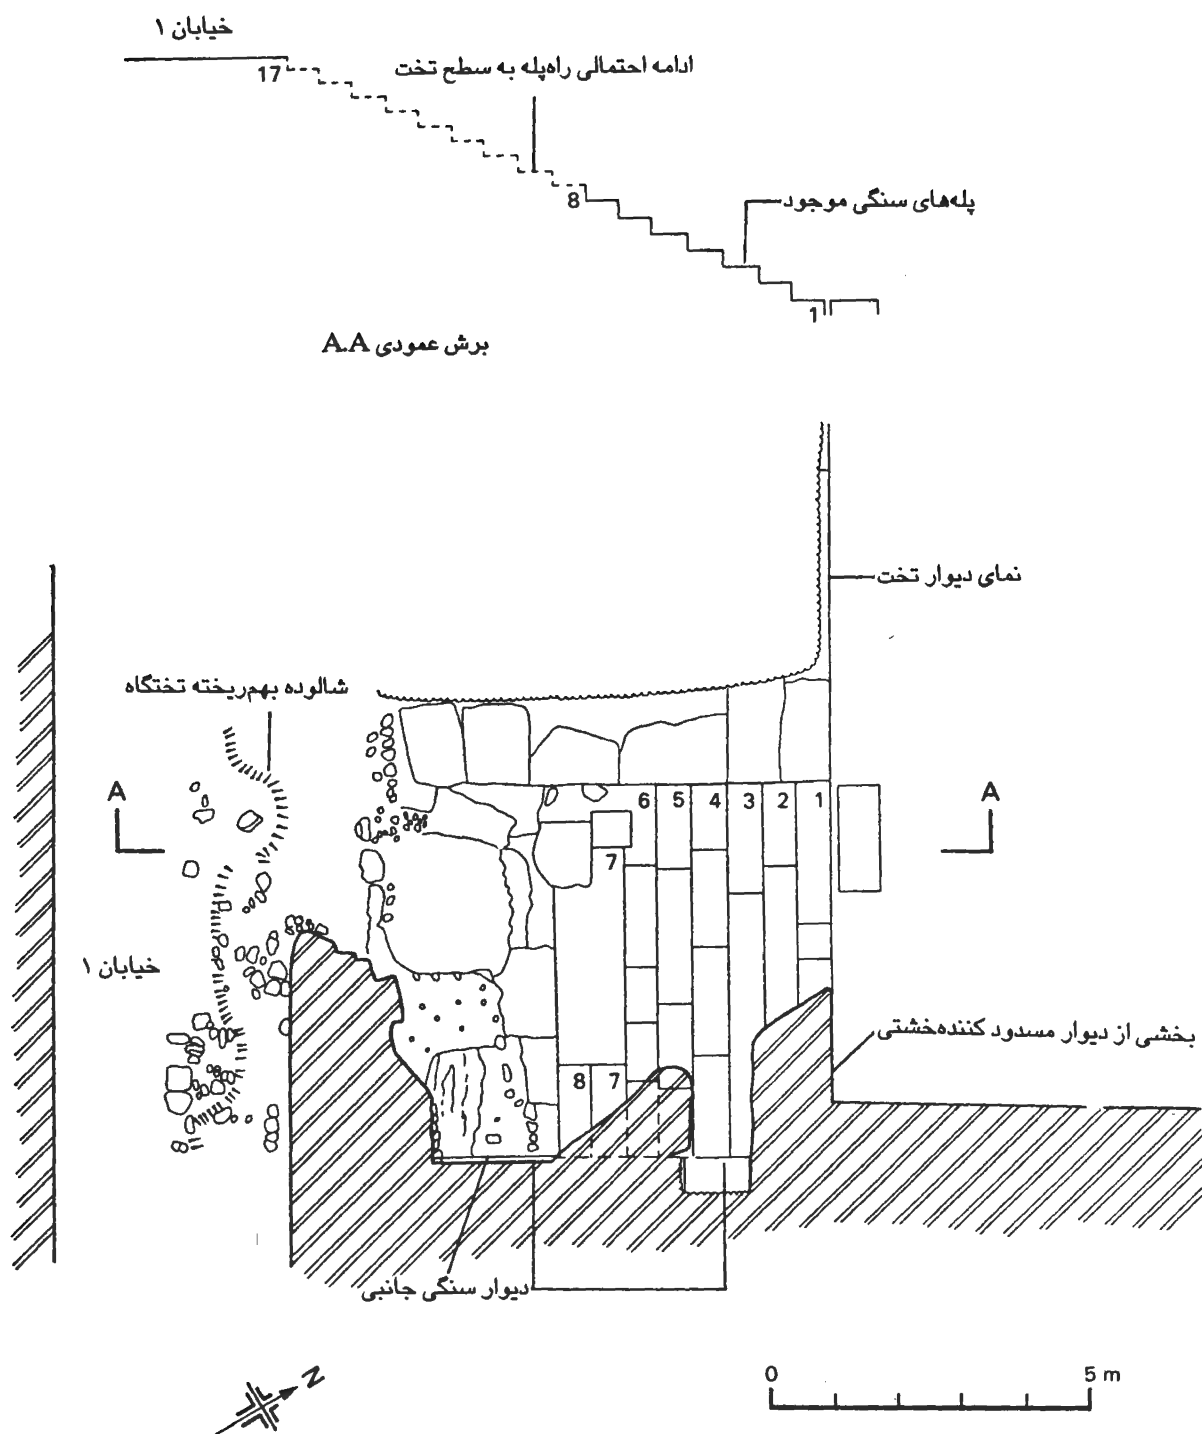 خیابان ۱
17
ادامه احتمالی راه‌پله به سطح تخت
8
پله‌های سنگی موجود
1
برش عمودی A.A
نمای دیوار تخت
شالوده بهم‌ریخته تختگاه
A
6 5 4 3 2 1
A
7
خیابان ۱
بخشی از دیوار مسدود کننده‌خشتی
8 7
دیوار سنگی جانبی
N
0 5 m